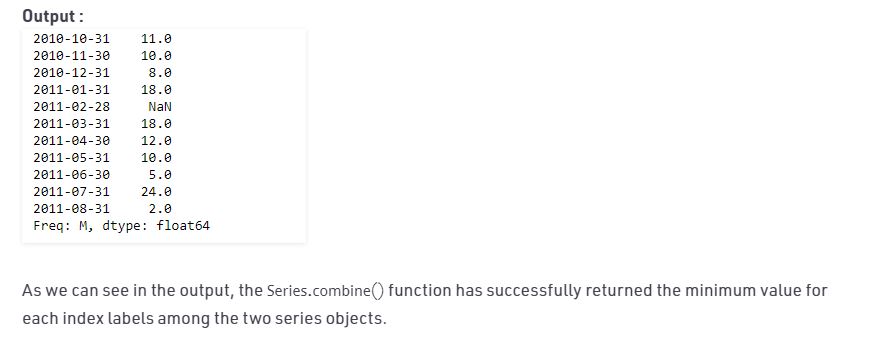 Output :
2010-10-31    11.0
2010-11-30    10.0
2010-12-31     8.0
2011-01-31    18.0
2011-02-28     NaN
2011-03-31    18.0
2011-04-30    12.0
2011-05-31    10.0
2011-06-30     5.0
2011-07-31    24.0
2011-08-31     2.0
Freq: M, dtype: float64
As we can see in the output, the Series.combine() function has successfully returned the minimum value for
each index labels among the two series objects.